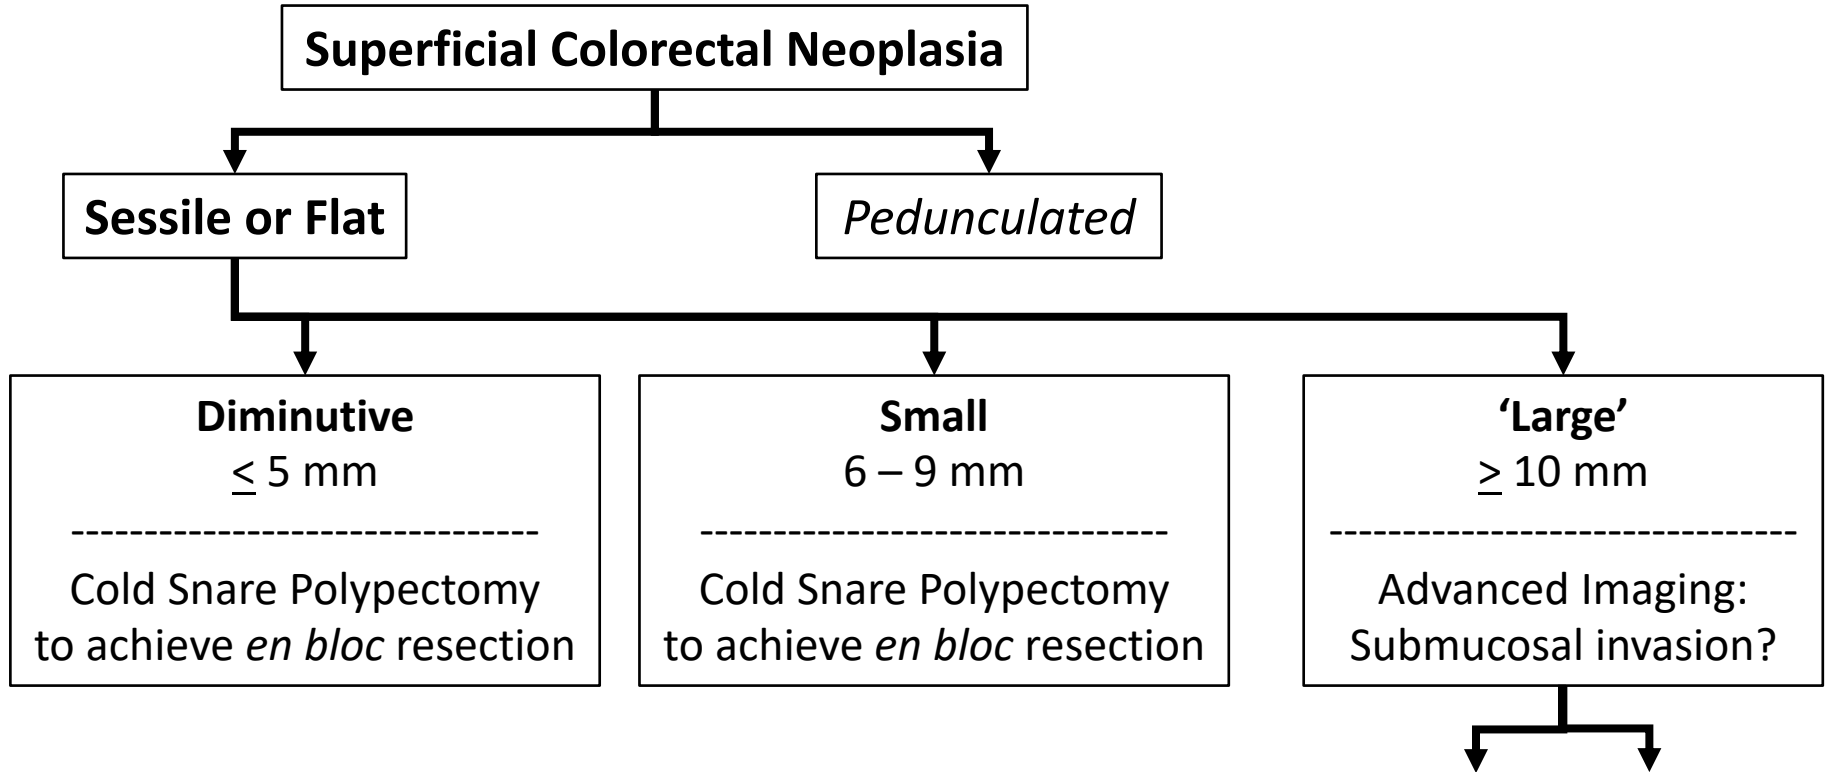 Superficial Colorectal Neoplasia
Sessile or Flat
Pedunculated
Diminutive
≤ 5 mm
--------------------------------
Cold Snare Polypectomy
to achieve en bloc resection
Small
6 – 9 mm
--------------------------------
Cold Snare Polypectomy
to achieve en bloc resection
‘Large’
≥ 10 mm
--------------------------------
Advanced Imaging:
Submucosal invasion?